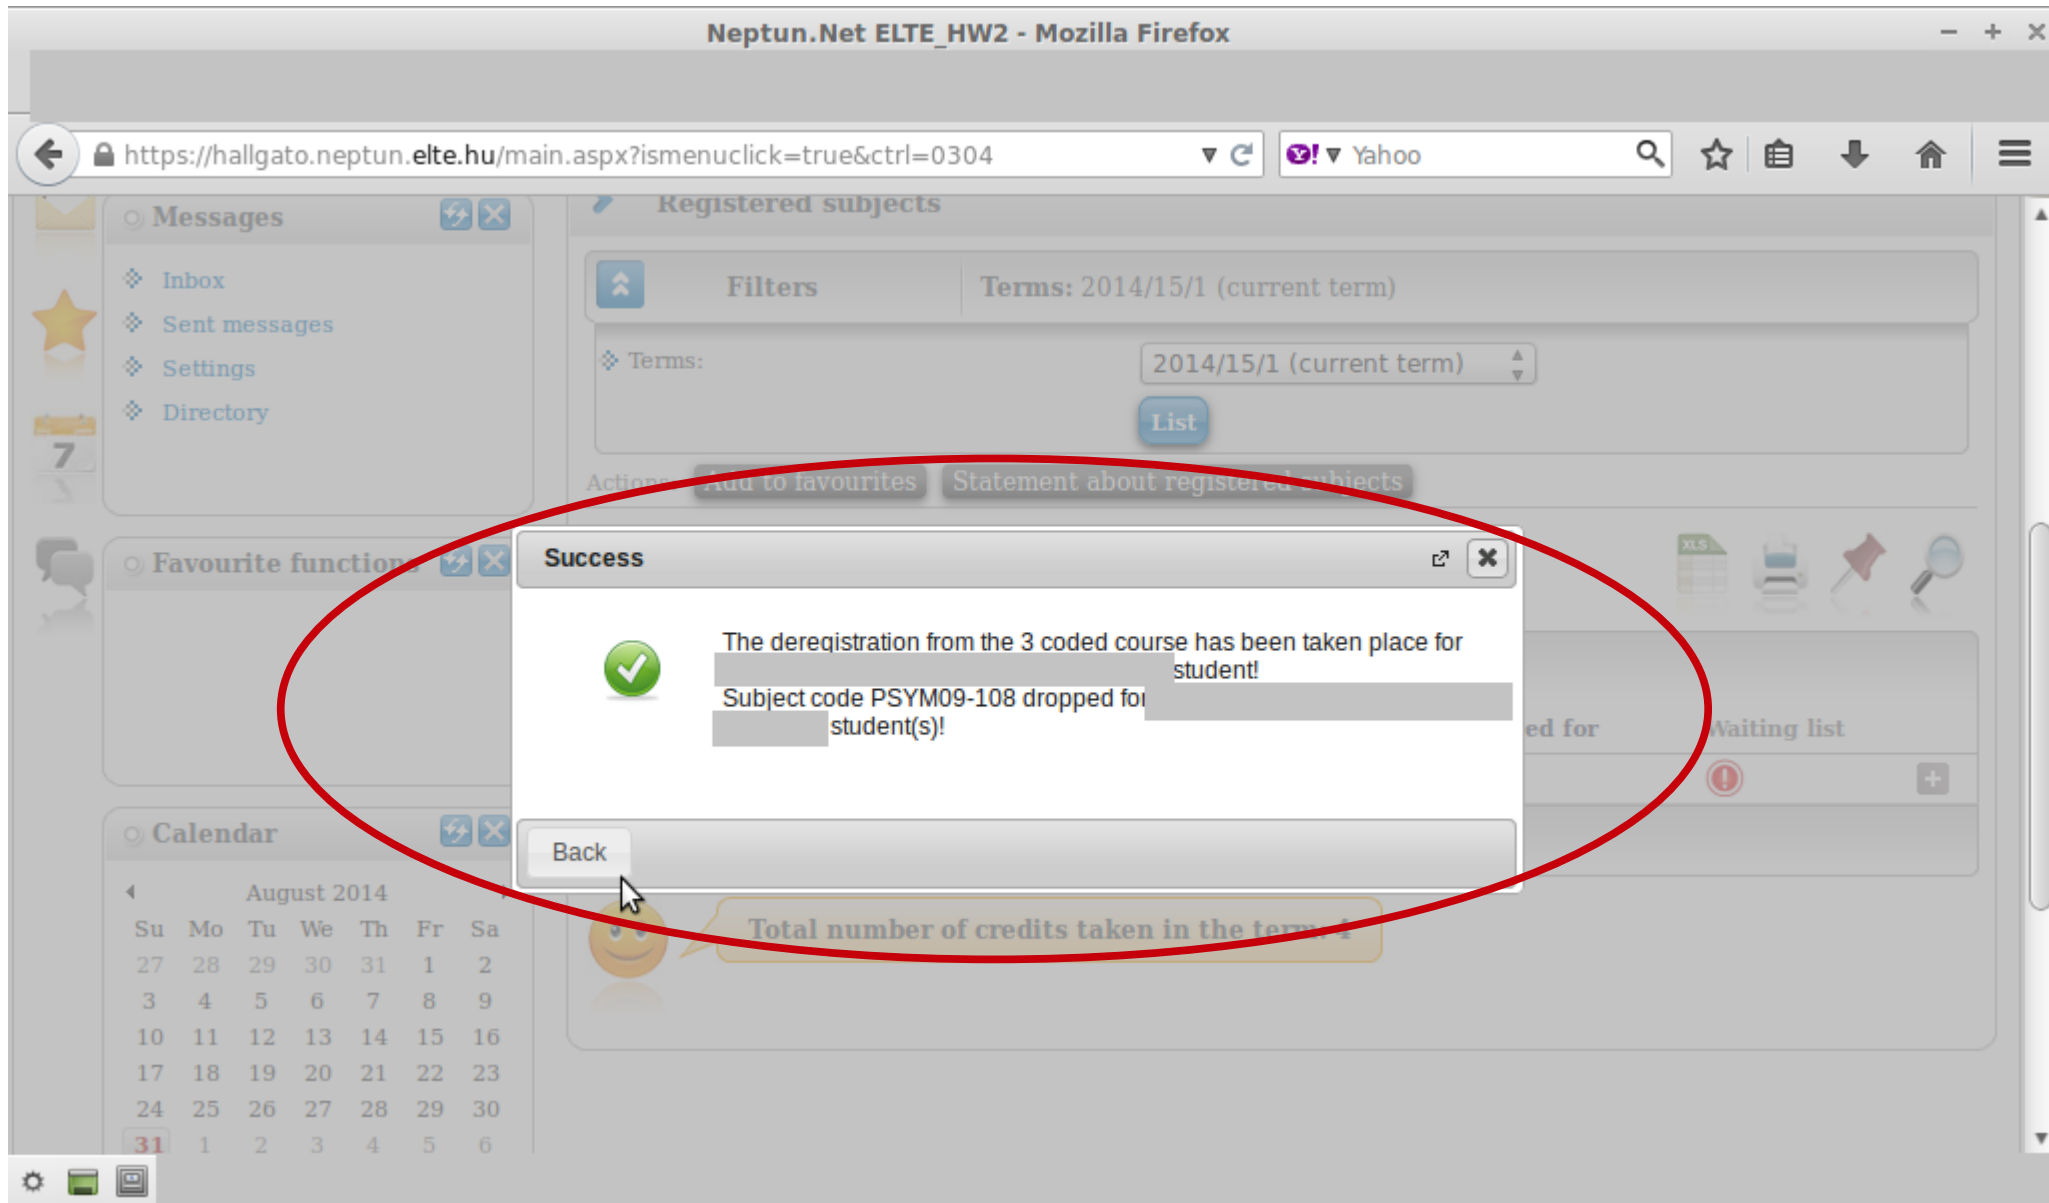 Neptun.Net ELTE_HW2 - Mozilla Firefox
https://hallgato.neptun.elte.hu/main.aspx?ismenuclick=true&ctrl=0304
Yahoo
Messages
Inbox
Sent messages
Settings
Directory
7
Favourite functions
Calendar
August 2014
Su Mo Tu We Th Fr Sa
27 28 29 30 31 1 2
3 4 5 6 7 8 9
10 11 12 13 14 15 16
17 18 19 20 21 22 23
24 25 26 27 28 29 30
31 1 2 3 4 5 6
Registered subjects
Filters Terms: 2014/15/1 (current term)
Terms: 2014/15/1 (current term)
List
Actions: Add to favourites Statement about registered subjects
XLS
Success
The deregistration from the 3 coded course has been taken place for
student!
Subject code PSYM09-108 dropped for
student(s)!
Back
ed for Waiting list
Total number of credits taken in the term: 4